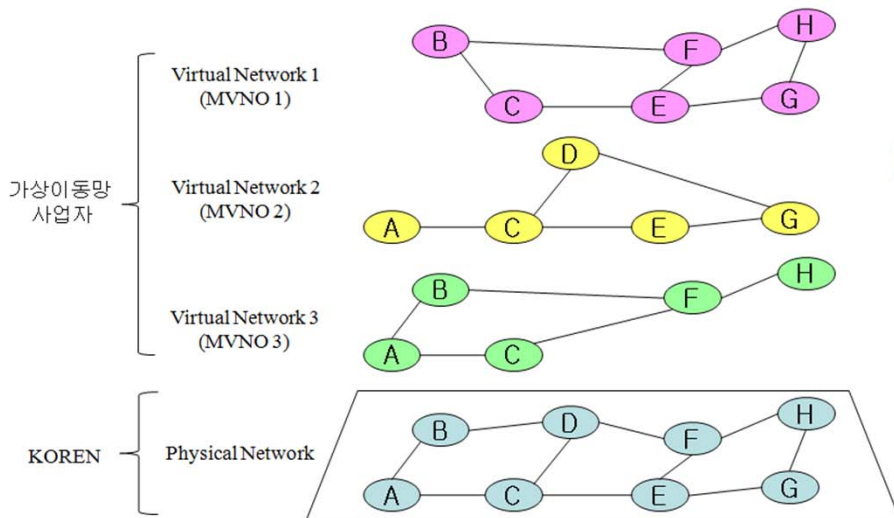 B
F
H
Virtual Network 1
(MVNO 1)
C
E
G
D
가상이동망
사업자
Virtual Network 2
(MVNO 2)
A
C
E
G
B
F
H
Virtual Network 3
(MVNO 3)
A
C
KOREN
Physical Network
B
D
F
H
A
C
E
G